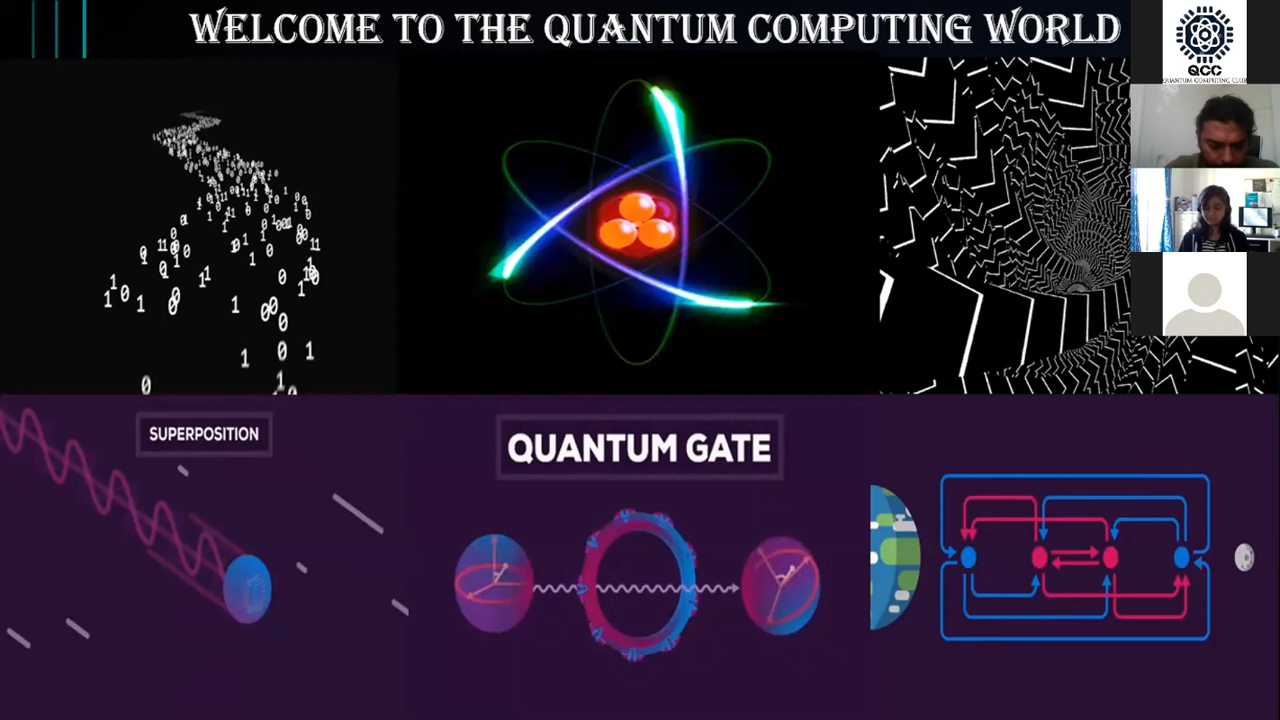 WELCOME TO THE QUANTUM COMPUTING WORLD
QCC
QUANTUM COMPUTING CLUB
SUPERPOSITION
QUANTUM GATE